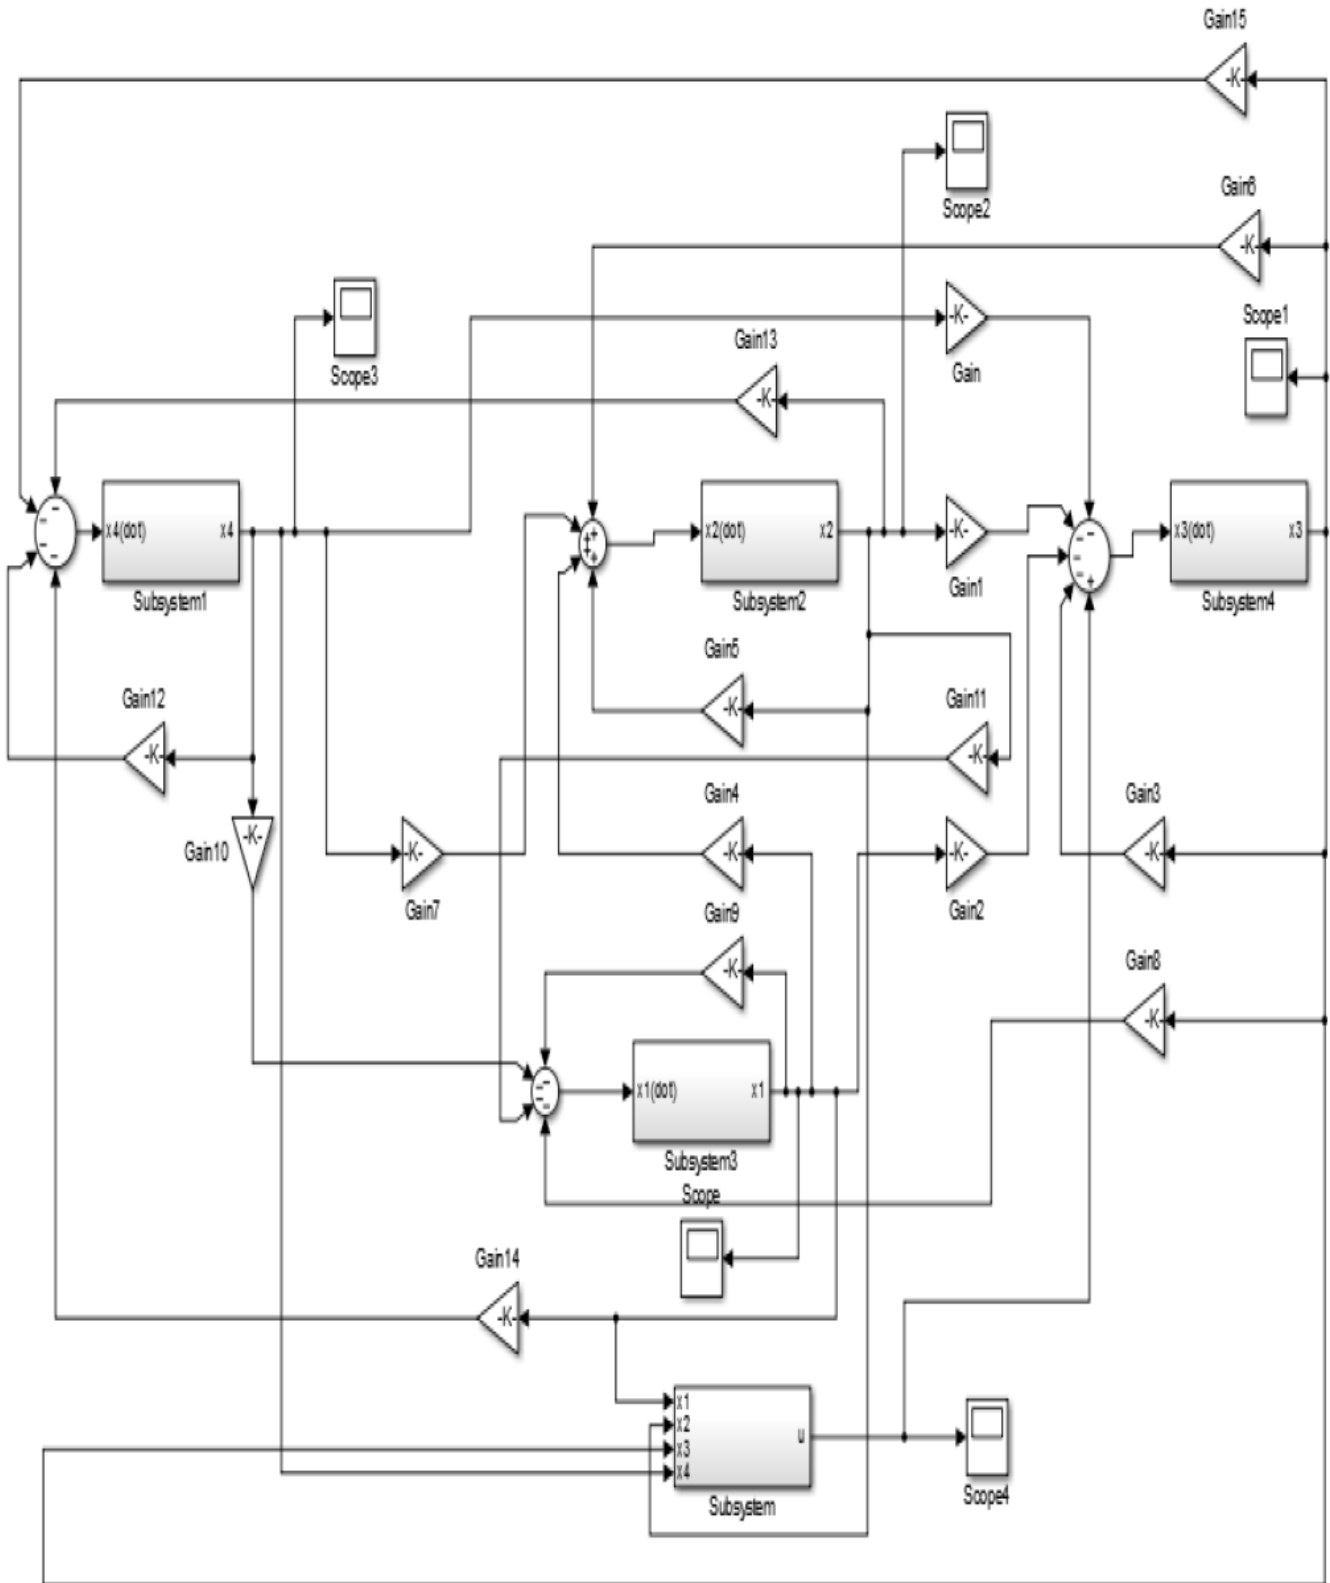 Gain15
-K-
Scope2
Gain6
-K-
Scope3
Gain13
-K-
-K-
Gain
Scope1
x4(dot) x4
Subsystem1
x2(dot) x2
Subsystem2
-K-
Gain1
x3(dot) x3
Subsystem4
Gain12
-K-
Gain5
-K-
Gain11
-K-
-K-
Gain10
-K-
Gain7
Gain4
-K-
-K-
Gain2
Gain3
-K-
Gain9
-K-
Gain8
-K-
x1(dot) x1
Subsystem3
Scope
Gain14
-K-
x1
x2
x3
x4
u
Subsystem
Scope4